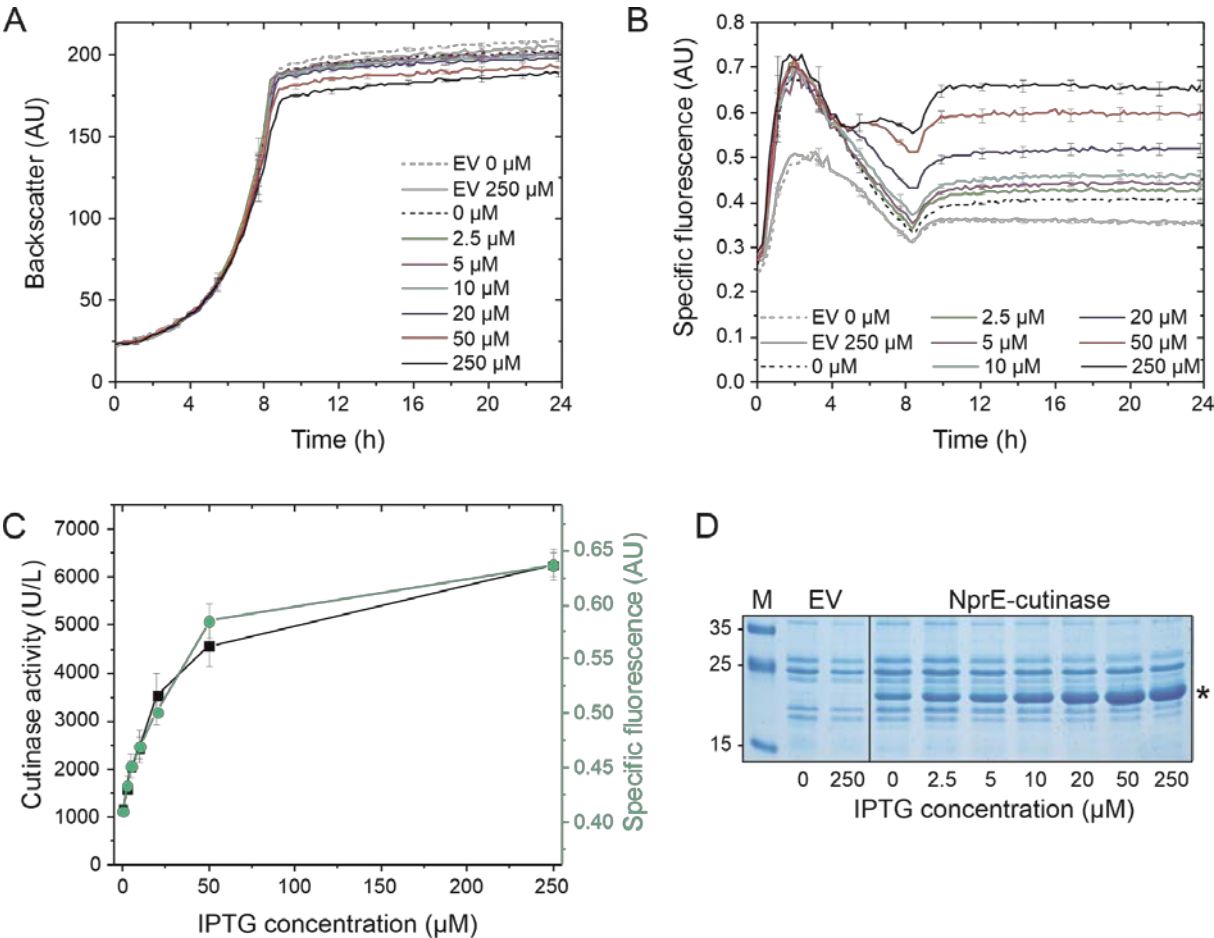 A
Backscatter (AU)
200
150
100
50
0
EV 0 µM
EV 250 µM
0 µM
2.5 µM
5 µM
10 µM
20 µM
50 µM
250 µM
0 4 8 12 16 20 24
Time (h)
B
Specific fluorescence (AU)
0.8
0.7
0.6
0.5
0.4
0.3
0.1
0.0
EV 0 µM 2.5 µM 20 µM
EV 250 µM 5 µM 50 µM
0 µM 10 µM 250 µM
0 4 8 12 16 20 24
Time (h)
C
Cutinase activity (U/L)
7000
6000
5000
4000
3000
2000
1000
0
0.65
0.60
0.55
0.50
0.45
0.40
Specific fluorescence (AU)
0 50 100 150 200 250
IPTG concentration (µM)
D
M EV NprE-cutinase
35
25
15
*
0 250 0 2.5 5 10 20 50 250
IPTG concentration (µM)